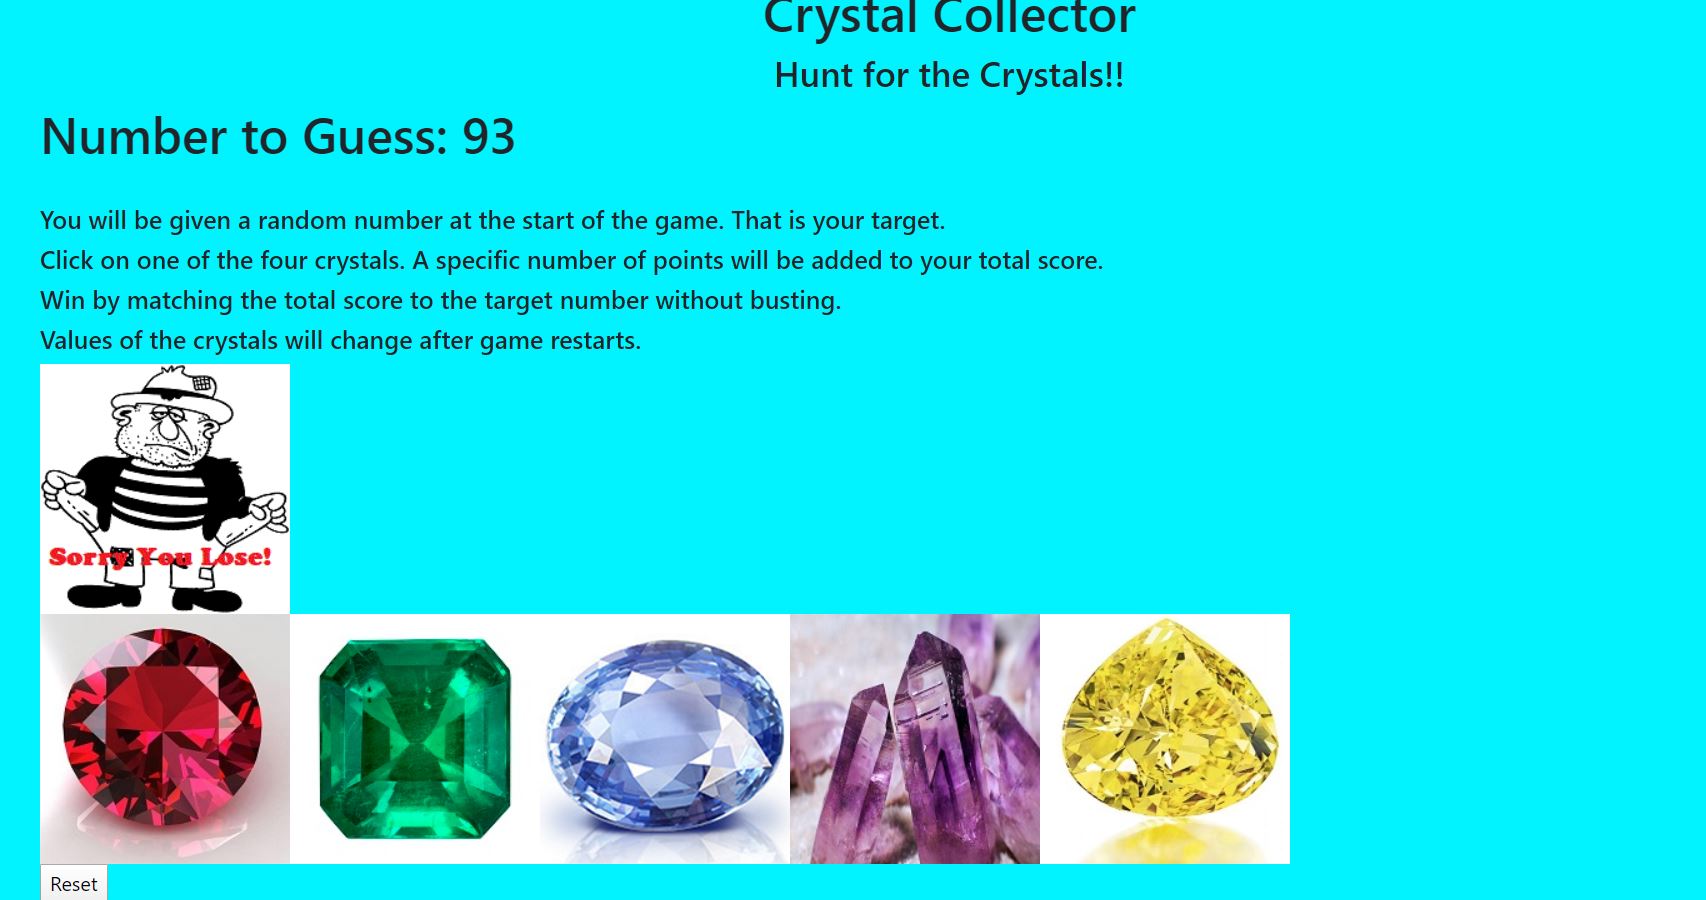 Crystal Collector
Hunt for the Crystals!!
Number to Guess: 93
You will be given a random number at the start of the game. That is your target.
Click on one of the four crystals. A specific number of points will be added to your total score.
Win by matching the total score to the target number without busting.
Values of the crystals will change after game restarts.
Sorry You Lose!
Reset